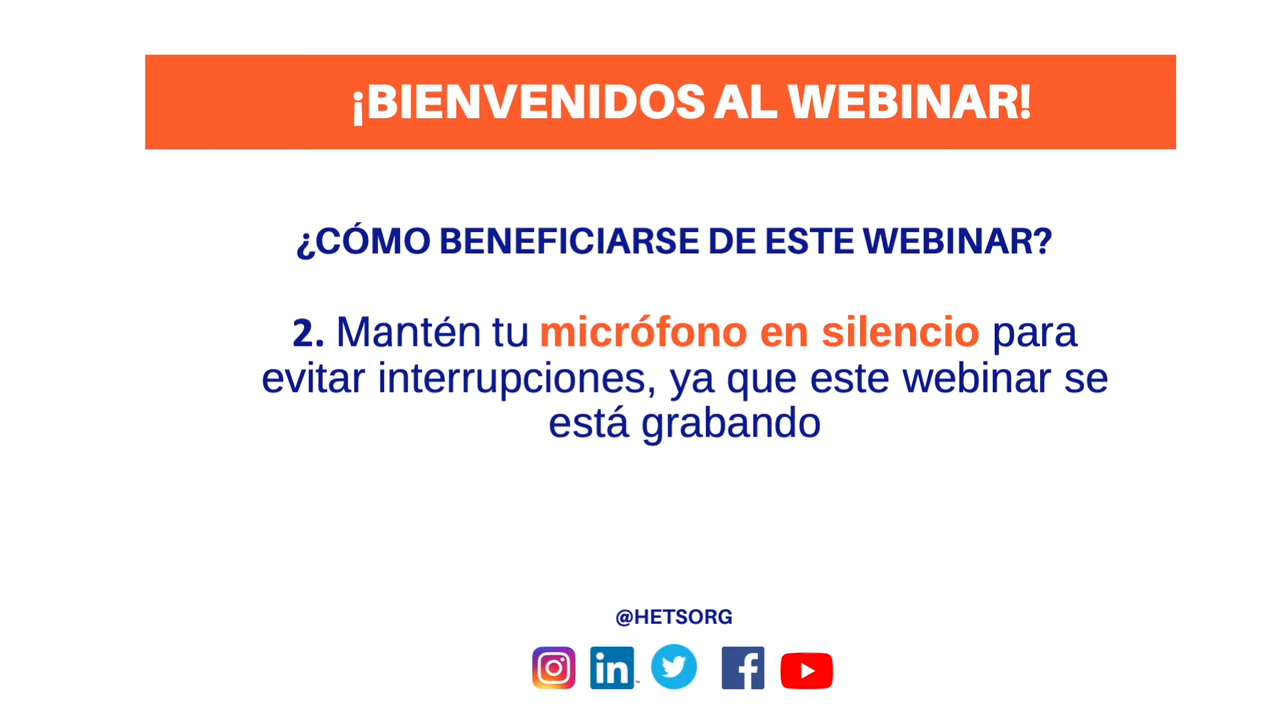 ¡BIENVENIDOS AL WEBINAR!
¿CÓMO BENEFICIARSE DE ESTE WEBINAR?
2. Mantén tu micrófono en silencio para
evitar interrupciones, ya que este webinar se
está grabando
@HETSORG
in